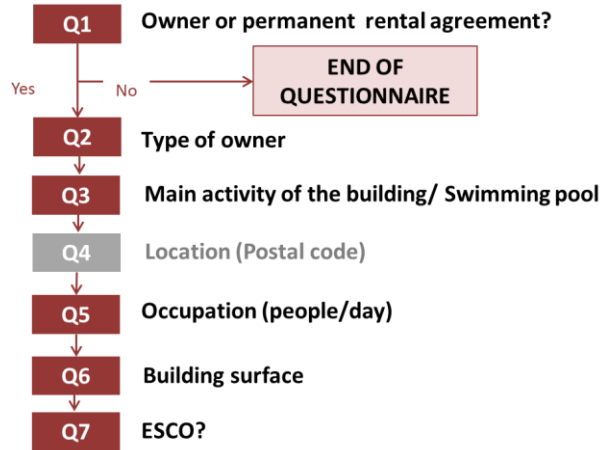 Q1 Owner or permanent rental agreement?
Yes No END OF
QUESTIONNAIRE
Q2 Type of owner
Q3 Main activity of the building/ Swimming pool
Q4 Location (Postal code)
Q5 Occupation (people/day)
Q6 Building surface
Q7 ESCO?